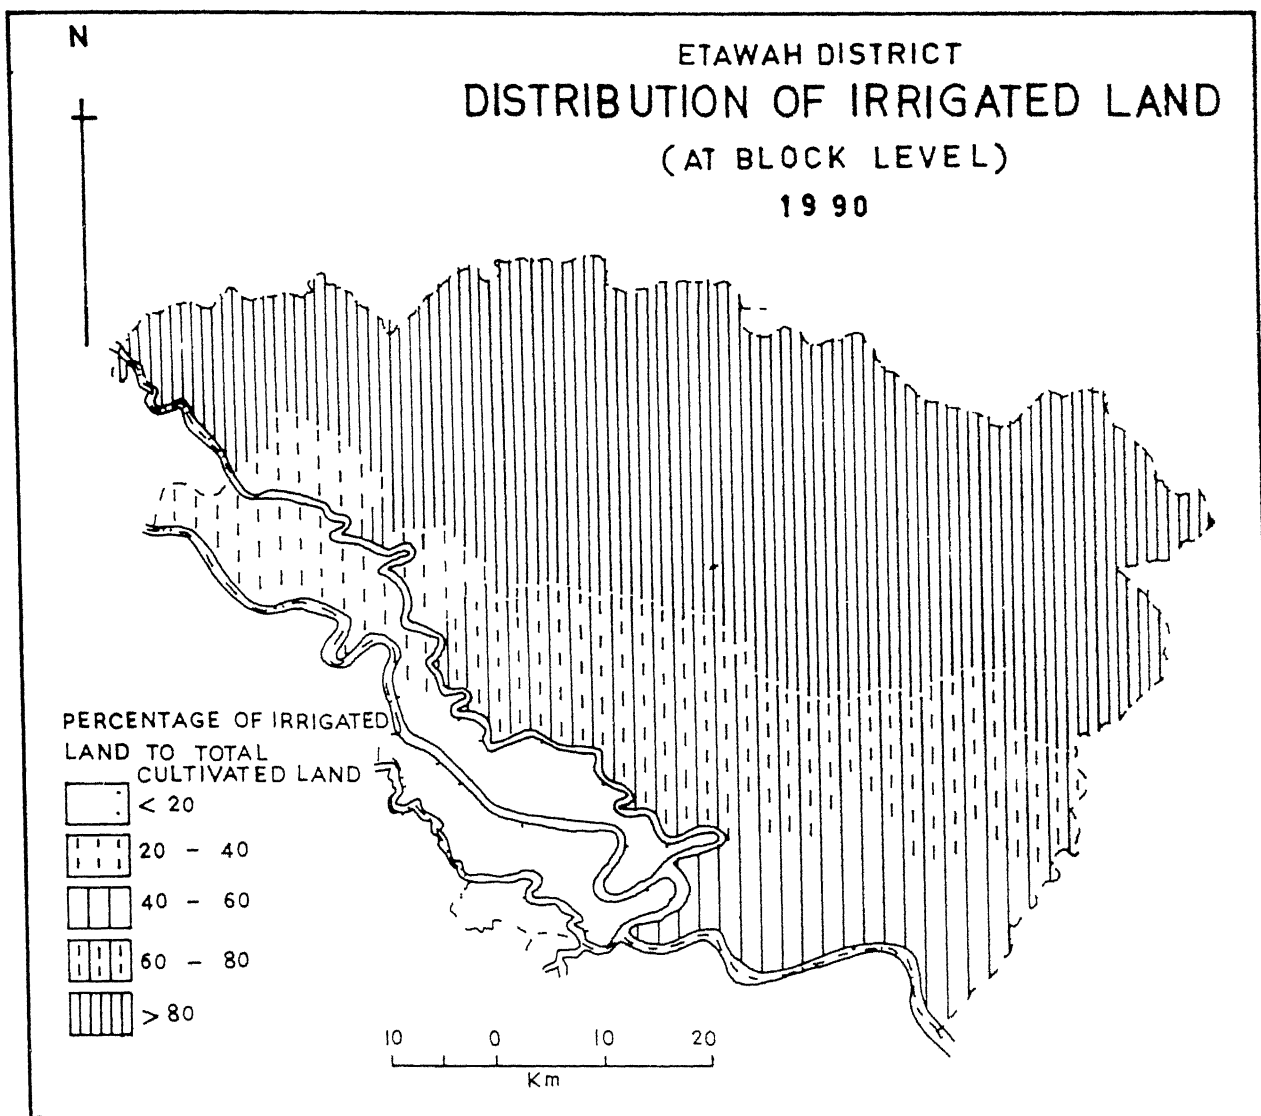 N
ETAWAH DISTRICT
DISTRIBUTION OF IRRIGATED LAND
(AT BLOCK LEVEL)
1990
PERCENTAGE OF IRRIGATED
LAND TO TOTAL
CULTIVATED LAND
< 20
20 - 40
40 - 60
60 - 80
> 80
10 0 10 20
Km